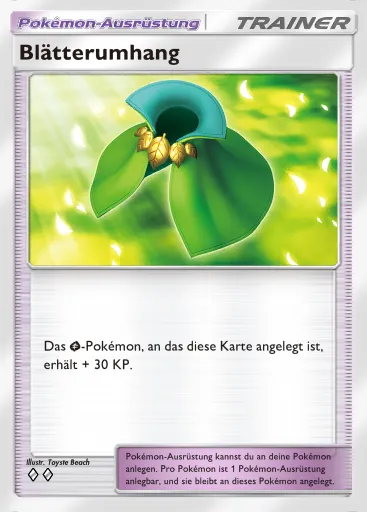 Pokémon-Ausrüstung
TRAINER
Blätterumhang
Das -Pokémon, an das diese Karte angelegt ist,
erhält + 30 KP.
Illustr. Toyste Beach
Pokémon-Ausrüstung kannst du an deine Pokémon
anlegen. Pro Pokémon ist 1 Pokémon-Ausrüstung
anlegbar, und sie bleibt an dieses Pokémon angelegt.